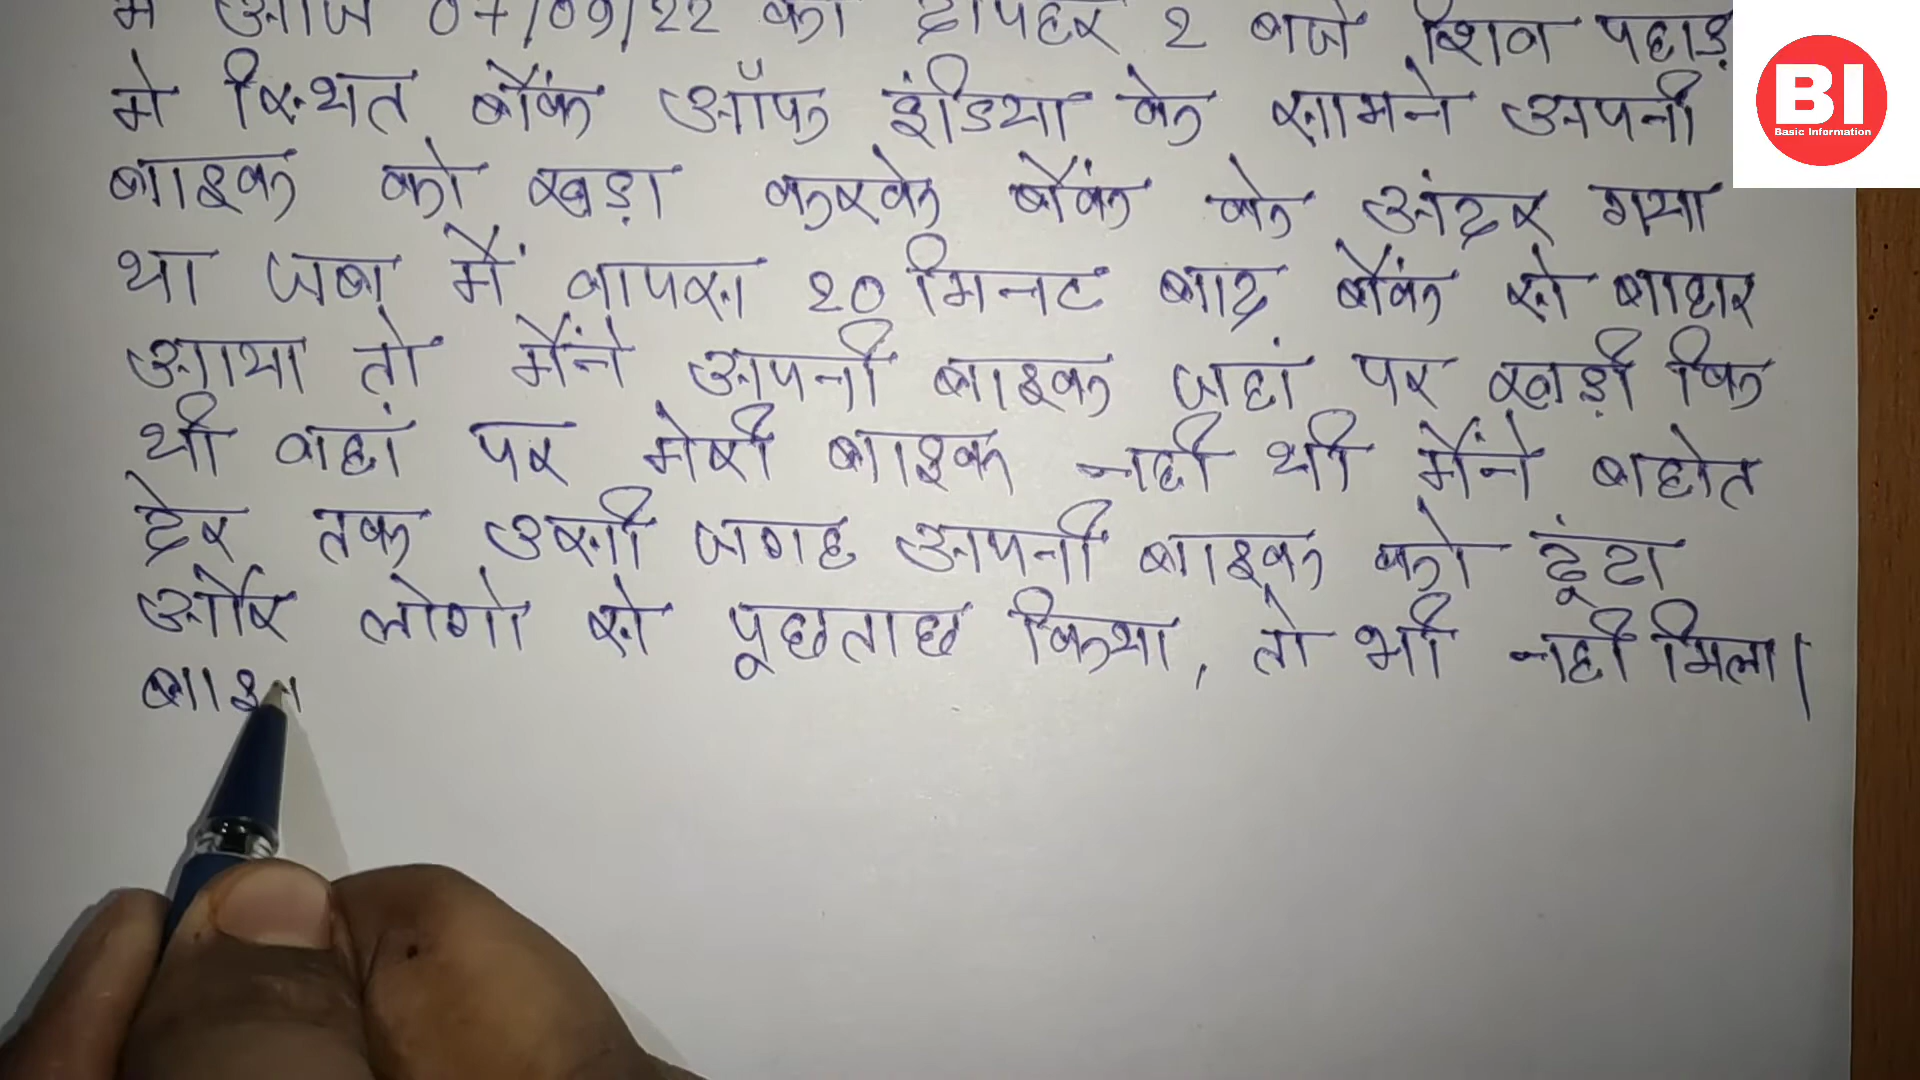 मैं आज 07/09/22 को दोपहर 2 बजे शिव पहाड़
मे स्थित बैंक ऑफ इंडिया के सामने अपनी
बाइक को खड़ा करके बैंक के अंदर गया
था जब मैं वापस 20 मिनट बाद बैंक से बाहार
आया तो मैंने अपनी बाइक जहां पर खड़ी कि
थी वहां पर मेरी बाइक नही थी मैंने बहोत
देर तक उसी जगह अपनी बाइक को ढूंढा
और लोगो से पूछताछ किया, तो भी नही मिला।
BI
Basic Information